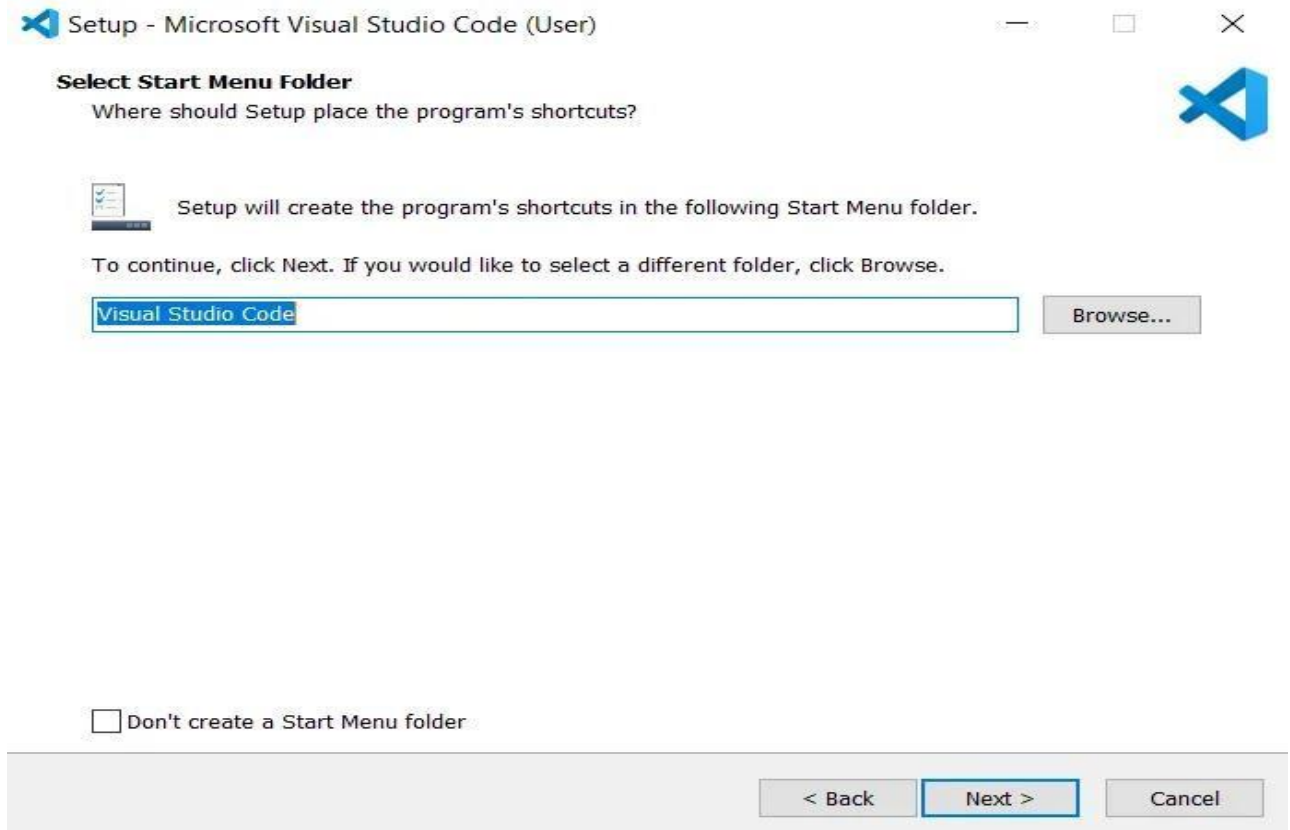 Setup - Microsoft Visual Studio Code (User)
Select Start Menu Folder
Where should Setup place the program's shortcuts?
Setup will create the program's shortcuts in the following Start Menu folder.
To continue, click Next. If you would like to select a different folder, click Browse.
Visual Studio Code
Browse...
Don't create a Start Menu folder
< Back
Next >
Cancel